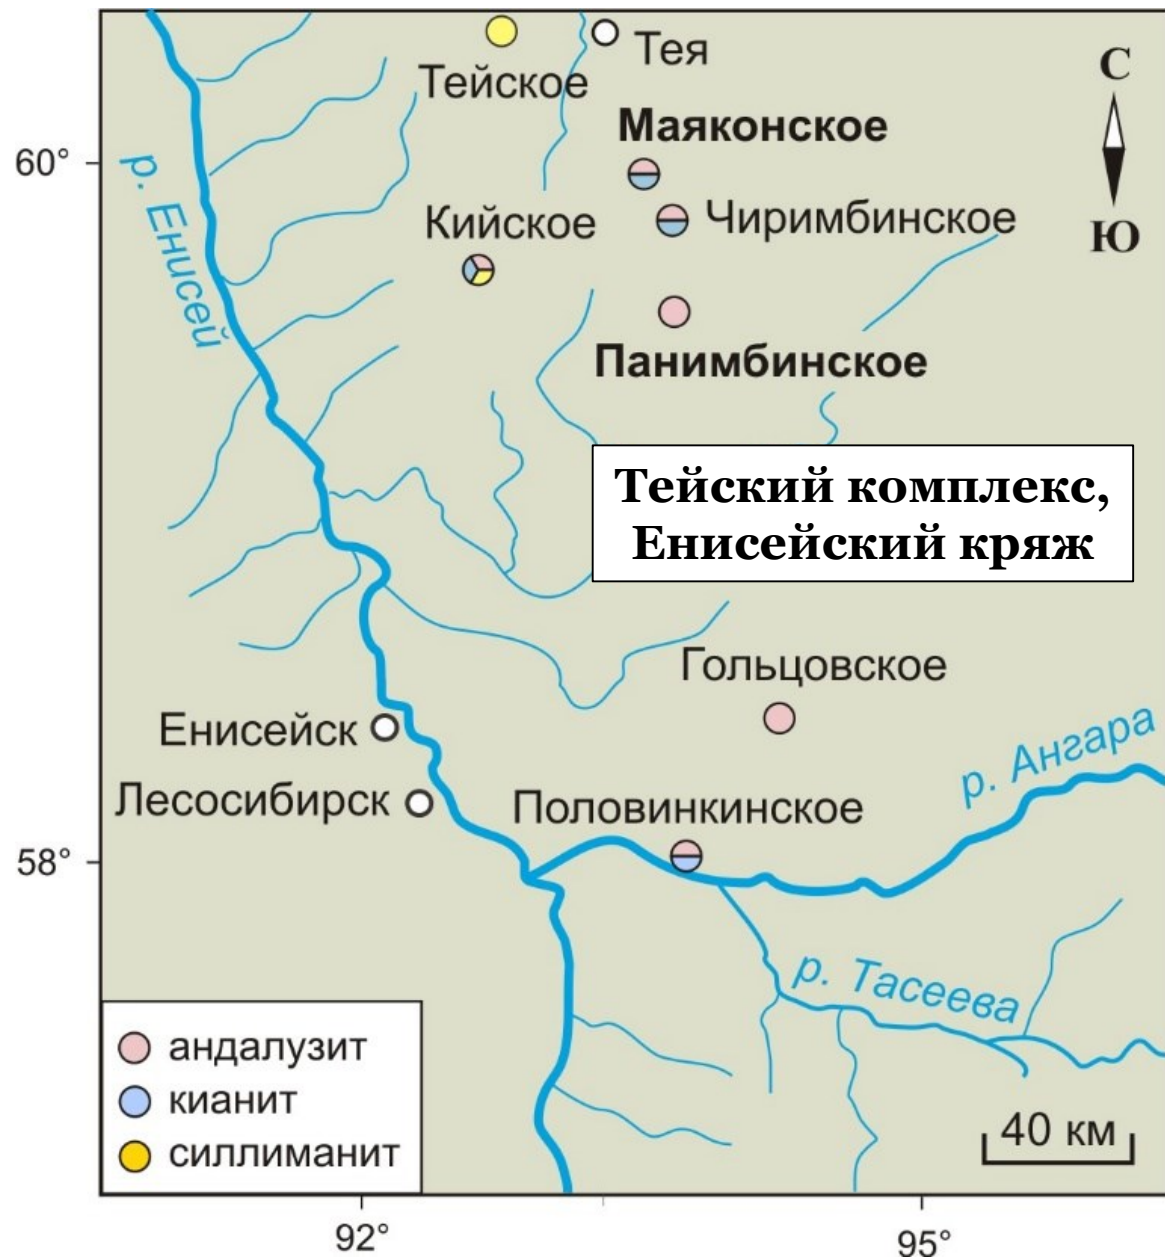 Тейское
Тея
С
Маяконское
60°
р. Енисей
Кийское
Чиримбинское
Ю
Панимбинское
Тейский комплекс,
Енисейский кряж
Гольцовское
Енисейск
р. Ангара
Лесосибирск
Половинкинское
58°
р. Тасеева
андалузит
кианит
силлиманит
40 км
92°
95°